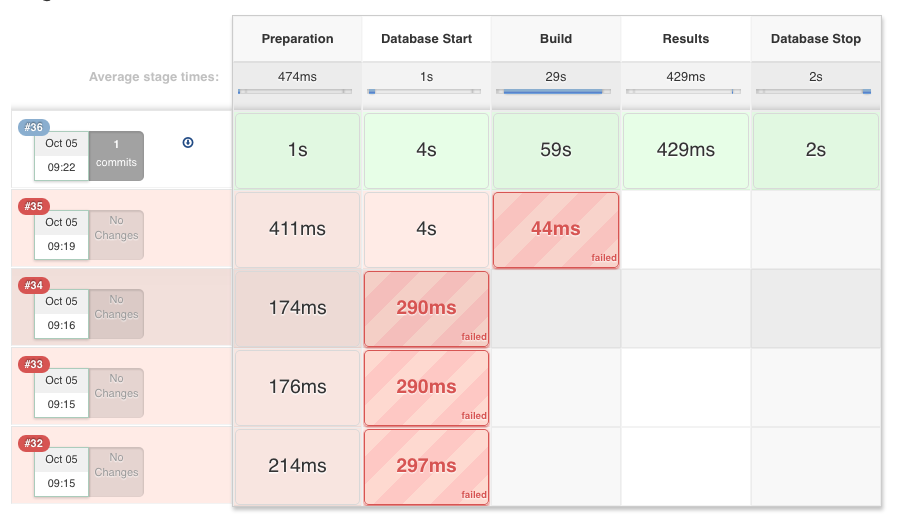 Preparation Database Start Build Results Database Stop
Average stage times: 474ms 1s 29s 429ms 2s
#36
Oct 05
09:22
1
commits
1s 4s 59s 429ms 2s
#35
Oct 05
09:19
No
Changes
411ms 4s 44ms
failed
#34
Oct 05
09:16
No
Changes
174ms 290ms
failed
#33
Oct 05
09:15
No
Changes
176ms 290ms
failed
#32
Oct 05
09:15
No
Changes
214ms 297ms
failed